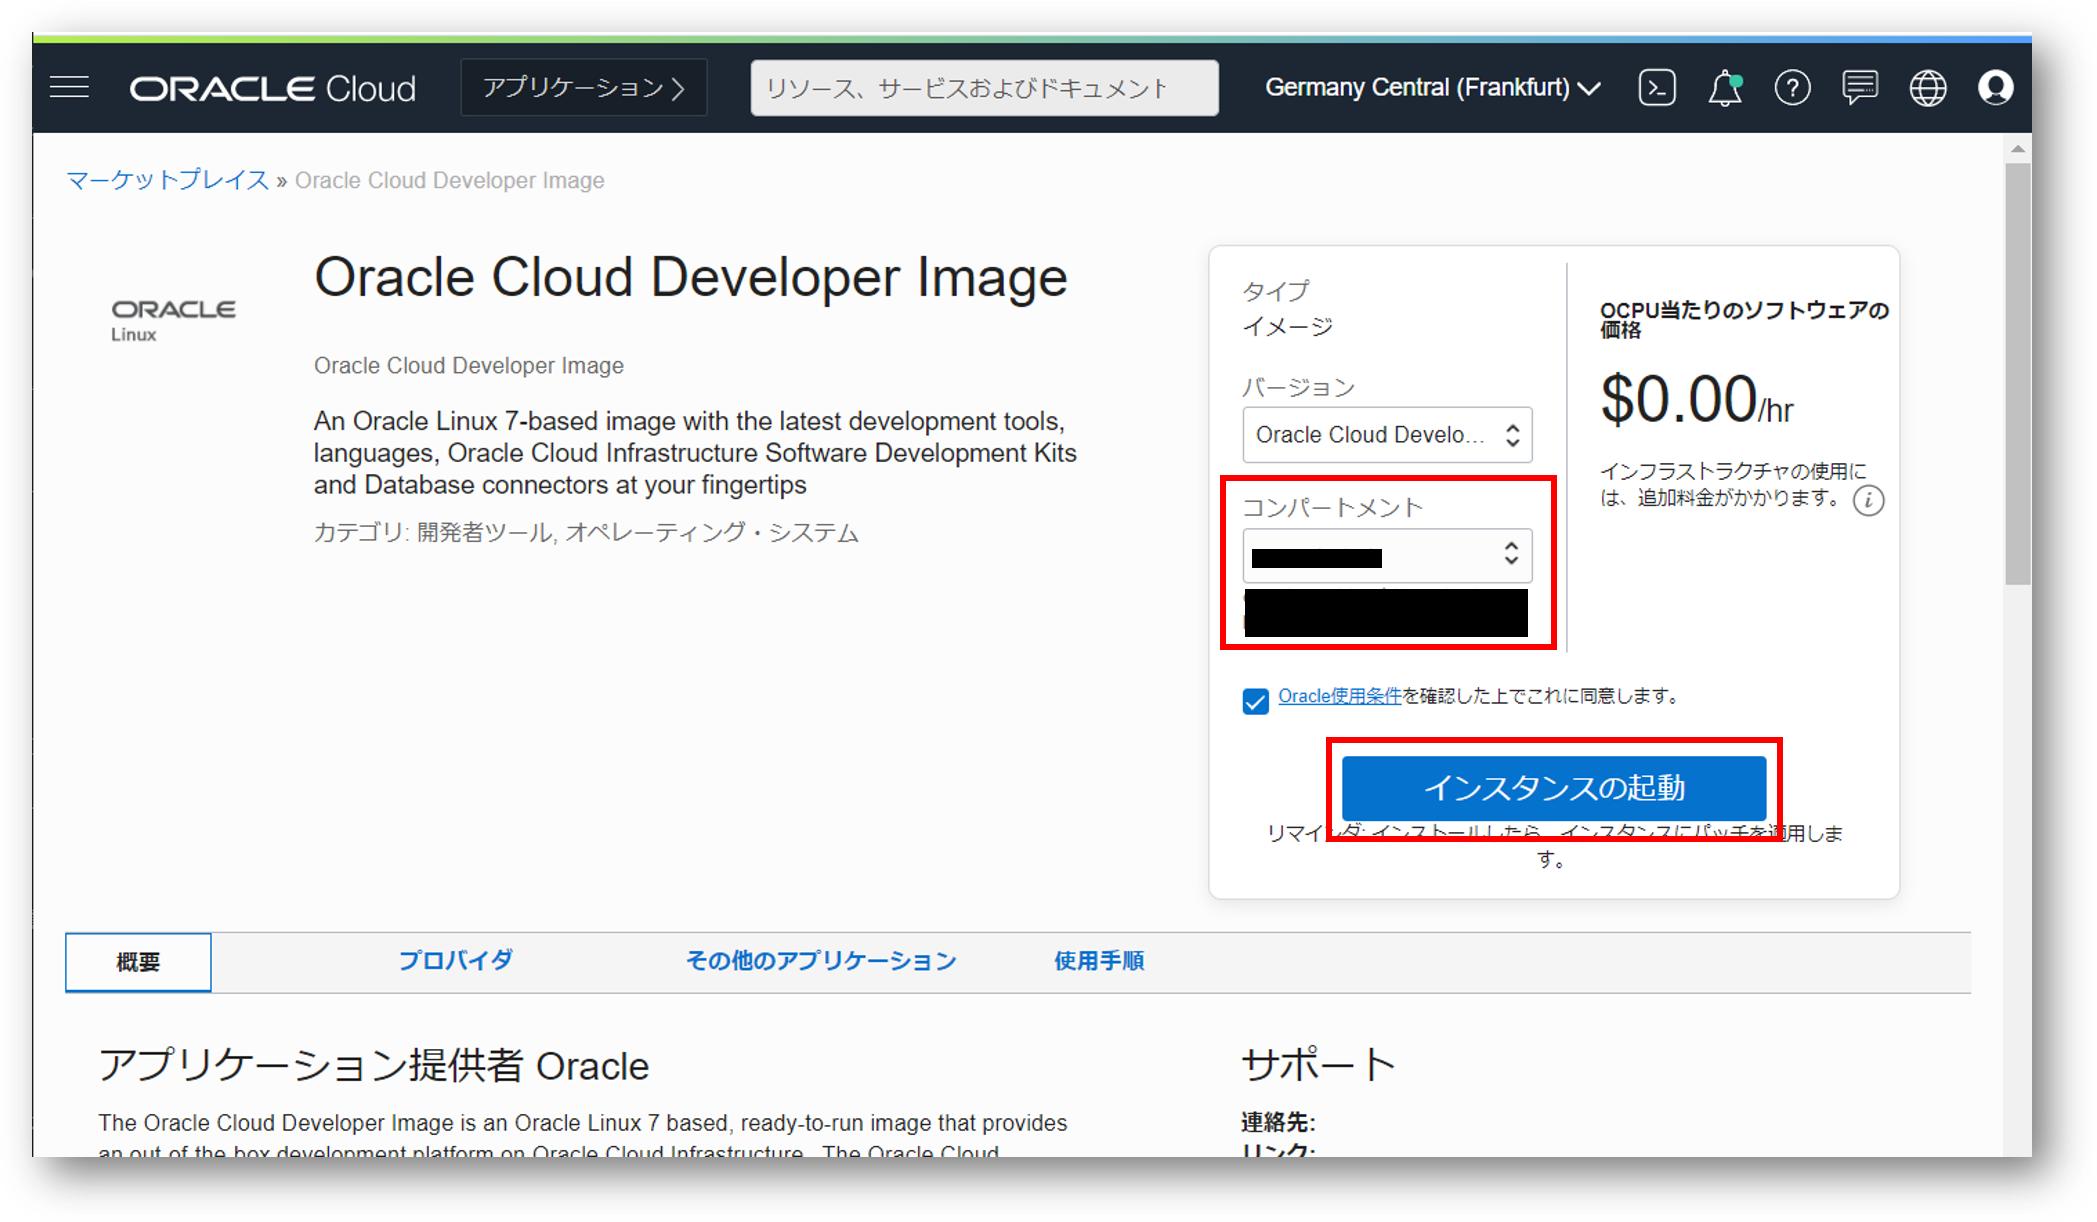 ORACLE Cloud
アプリケーション
リソース、サービスおよびドキュメント
Germany Central (Frankfurt)
マーケットプレイス » Oracle Cloud Developer Image
ORACLE
Linux
Oracle Cloud Developer Image
Oracle Cloud Developer Image
An Oracle Linux 7-based image with the latest development tools,
languages, Oracle Cloud Infrastructure Software Development Kits
and Database connectors at your fingertips
カテゴリ: 開発者ツール, オペレーティング・システム
タイプ
イメージ
バージョン
Oracle Cloud Develo...
コンパートメント
OCPU当たりのソフトウェアの
価格
$0.00/hr
インフラストラクチャの使用に
は、追加料金がかかります。
Oracle使用条件を確認した上でこれに同意します。
インスタンスの起動
リマインダ: インストールしたら、インスタンスにパッチを適用しま
す。
概要
プロバイダ
その他のアプリケーション
使用手順
アプリケーション提供者 Oracle
The Oracle Cloud Developer Image is an Oracle Linux 7 based, ready-to-run image that provides
an out of the box development platform on Oracle Cloud Infrastructure. The Oracle Cloud
サポート
連絡先:
リンク: